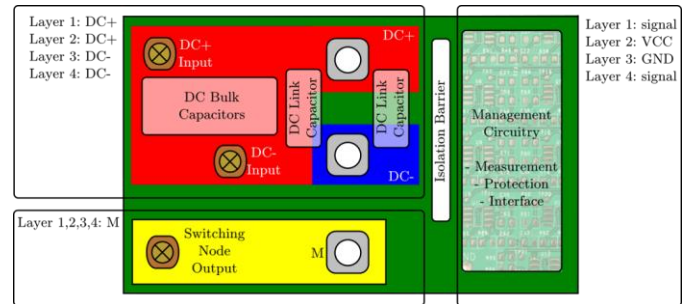 Layer 1: DC+
Layer 2: DC+
Layer 3: DC-
Layer 4: DC-
DC+
Input
DC+
DC Bulk
Capacitors
DC Link
Capacitor
DC Link
Capacitor
DC-
Input
DC-
Isolation Barrier
Layer 1: signal
Layer 2: VCC
Layer 3: GND
Layer 4: signal
Management
Circuitry
- Measurement
- Protection
- Interface
Layer 1,2,3,4: M
Switching
Node
Output
M